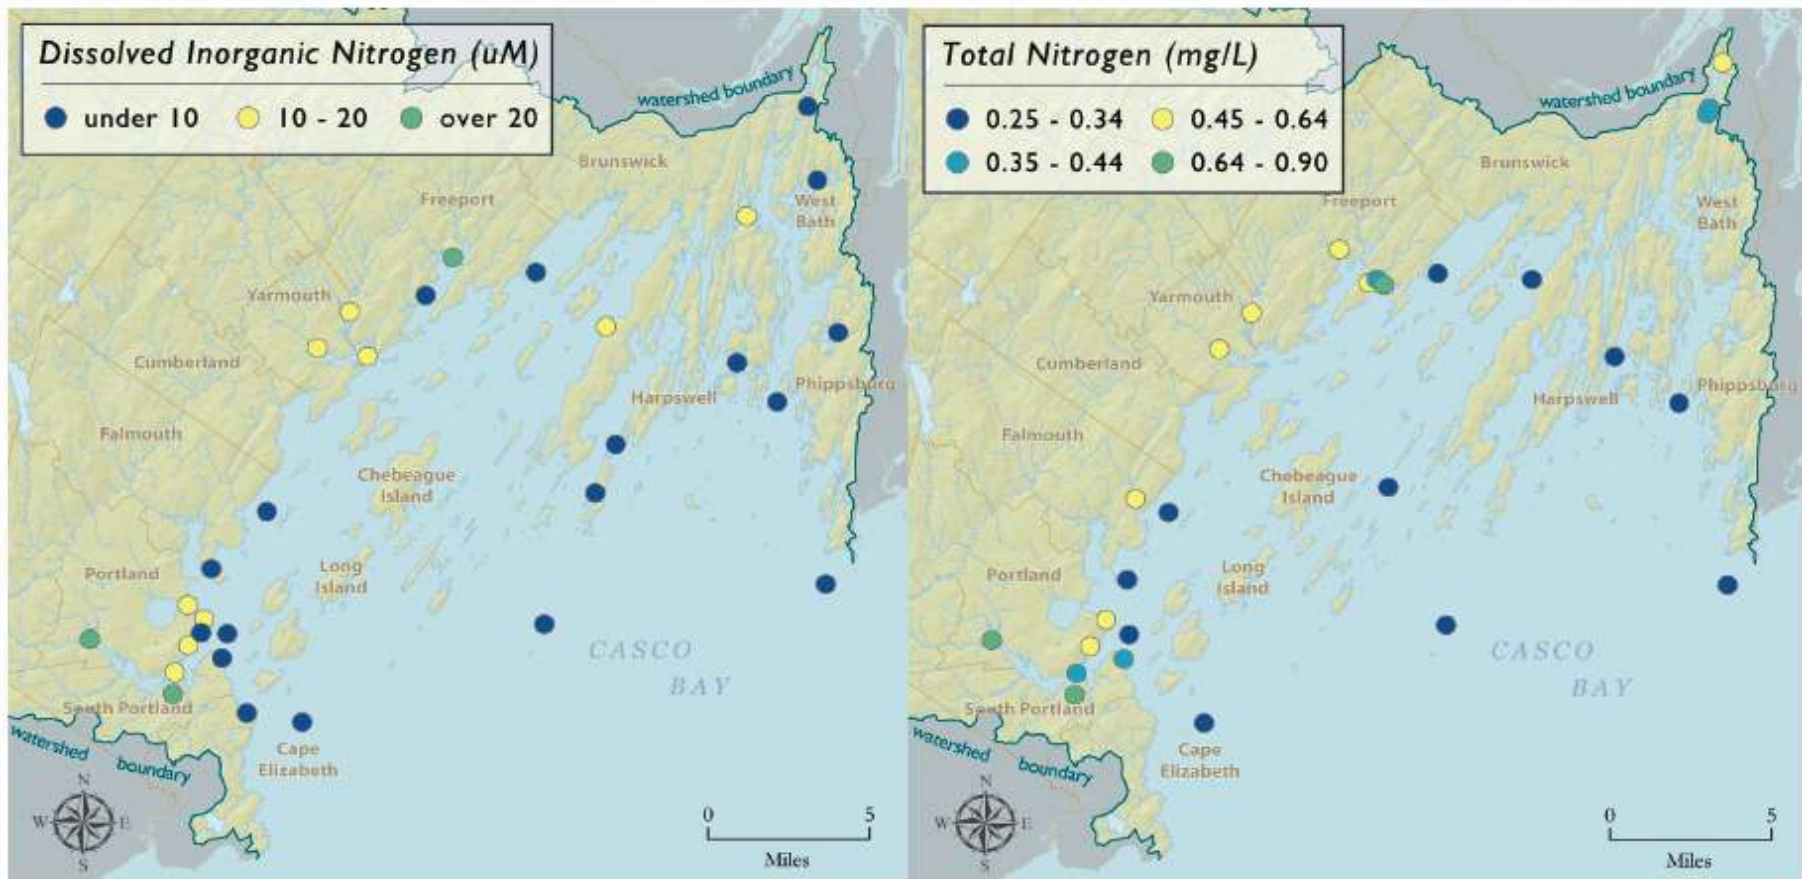 Dissolved Inorganic Nitrogen (üM)
under 10
10 - 20
over 20
watershed boundary
Brunswick
Freeport
West
Bath
Yarmouth
Cumberland
Phippsburg
Harpswell
Falmouth
Chebeague
Island
Portland
Long
Island
CASCO
BAY
South Portland
watershed boundary
Cape
Elizabeth
N
W
E
S
0
5
Miles
Total Nitrogen (mg/L)
0.25 - 0.34
0.45 - 0.64
0.35 - 0.44
0.64 - 0.90
watershed boundary
Brunswick
Freeport
West
Bath
Yarmouth
Cumberland
Phippsburg
Harpswell
Falmouth
Chebeague
Island
Portland
Long
Island
CASCO
BAY
South Portland
watershed boundary
Cape
Elizabeth
N
W
E
S
0
5
Miles